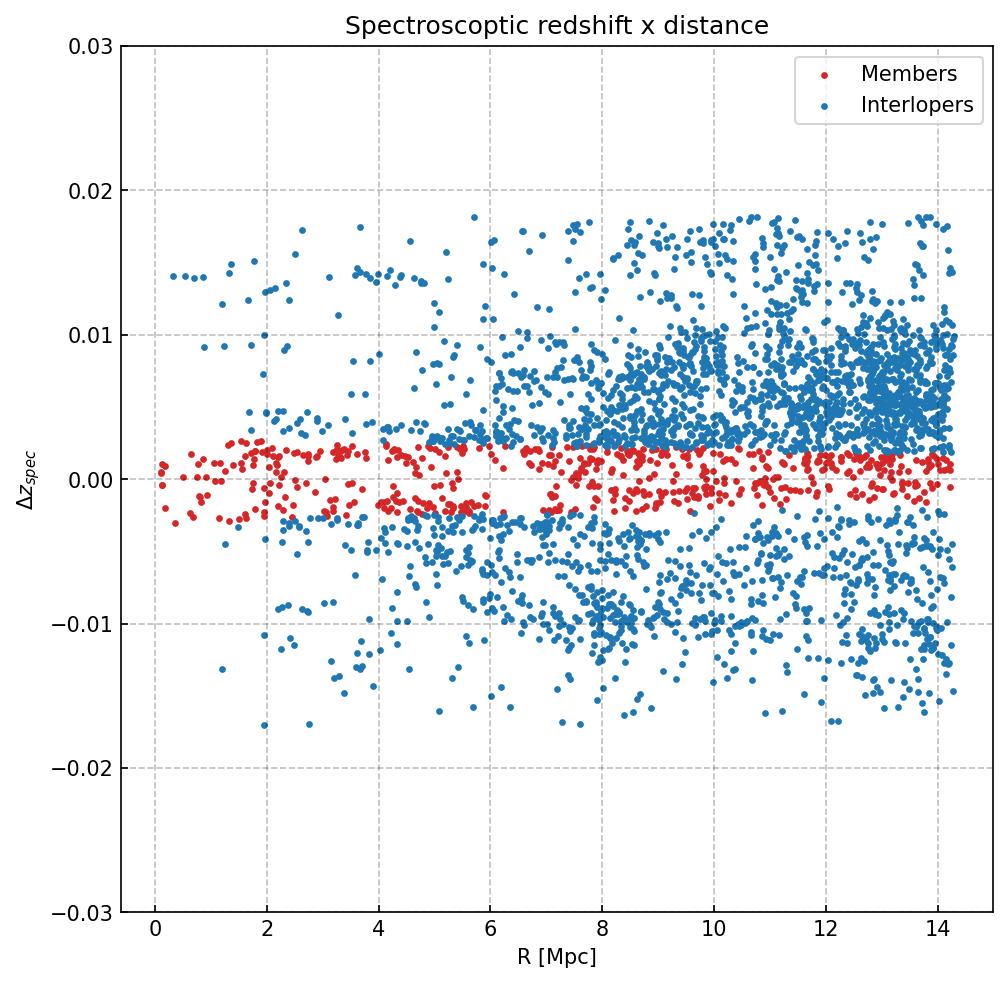 Spectroscoptic redshift x distance
Members
Interlopers
0.03
0.02
0.01
0.00
−0.01
−0.02
−0.03
Δz_spec
0 2 4 6 8 10 12 14
R [Mpc]